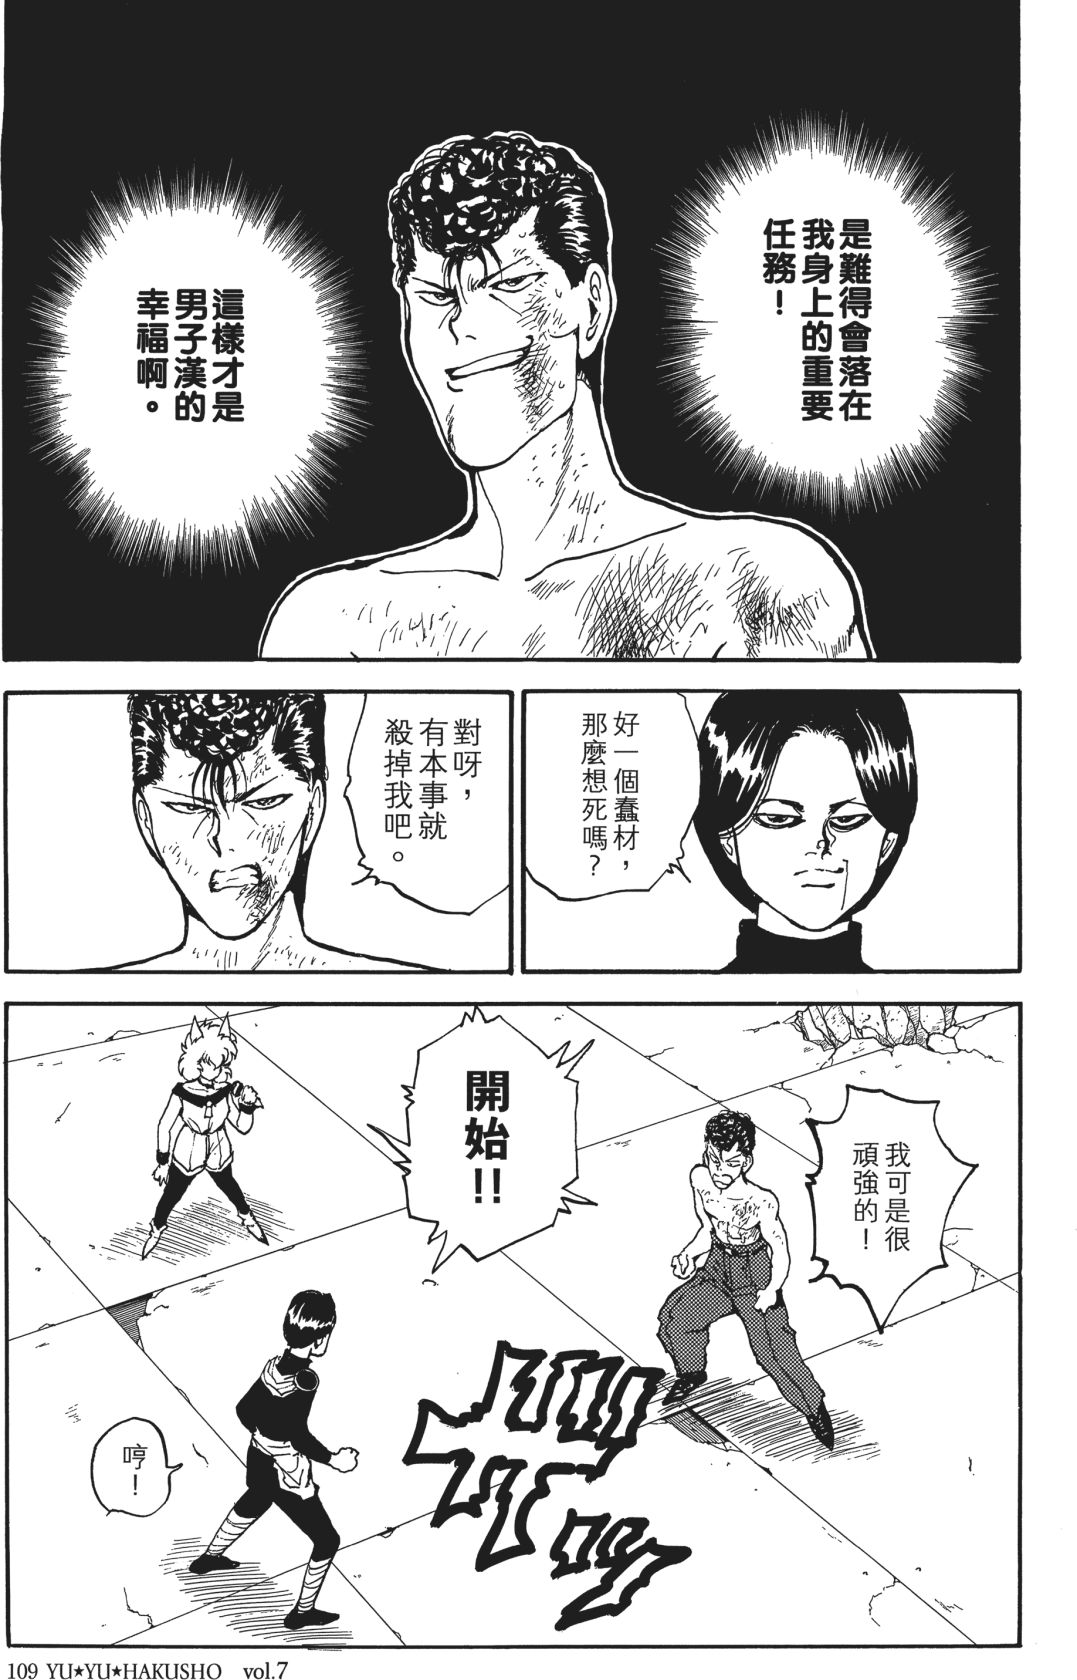 是難得會落在
我身上的重要
任務！
這樣才是
男子漢的
幸福啊。
好一個蠢材，
那麼想死嗎？
對呀，
有本事就
殺掉我吧。
我可是很
頑強的！
開始!!
哼！
109 YU★YU★HAKUSHO vol.7